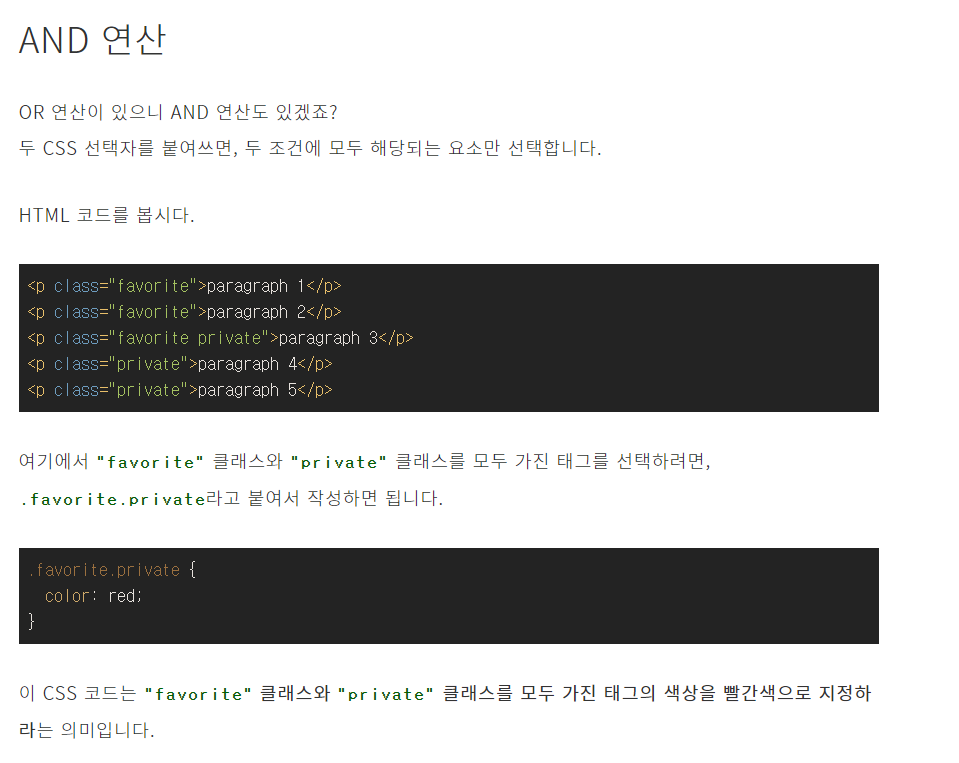 AND 연산
OR 연산이 있으니 AND 연산도 있겠죠?
두 CSS 선택자를 붙여쓰면, 두 조건에 모두 해당되는 요소만 선택합니다.
HTML 코드를 봅시다.
<p class="favorite">paragraph 1</p>
<p class="favorite">paragraph 2</p>
<p class="favorite private">paragraph 3</p>
<p class="private">paragraph 4</p>
<p class="private">paragraph 5</p>
여기에서 "favorite" 클래스와 "private" 클래스를 모두 가진 태그를 선택하려면,
.favorite.private라고 붙여서 작성하면 됩니다.
.favorite.private {
  color: red;
}
이 CSS 코드는 "favorite" 클래스와 "private" 클래스를 모두 가진 태그의 색상을 빨간색으로 지정하
라는 의미입니다.